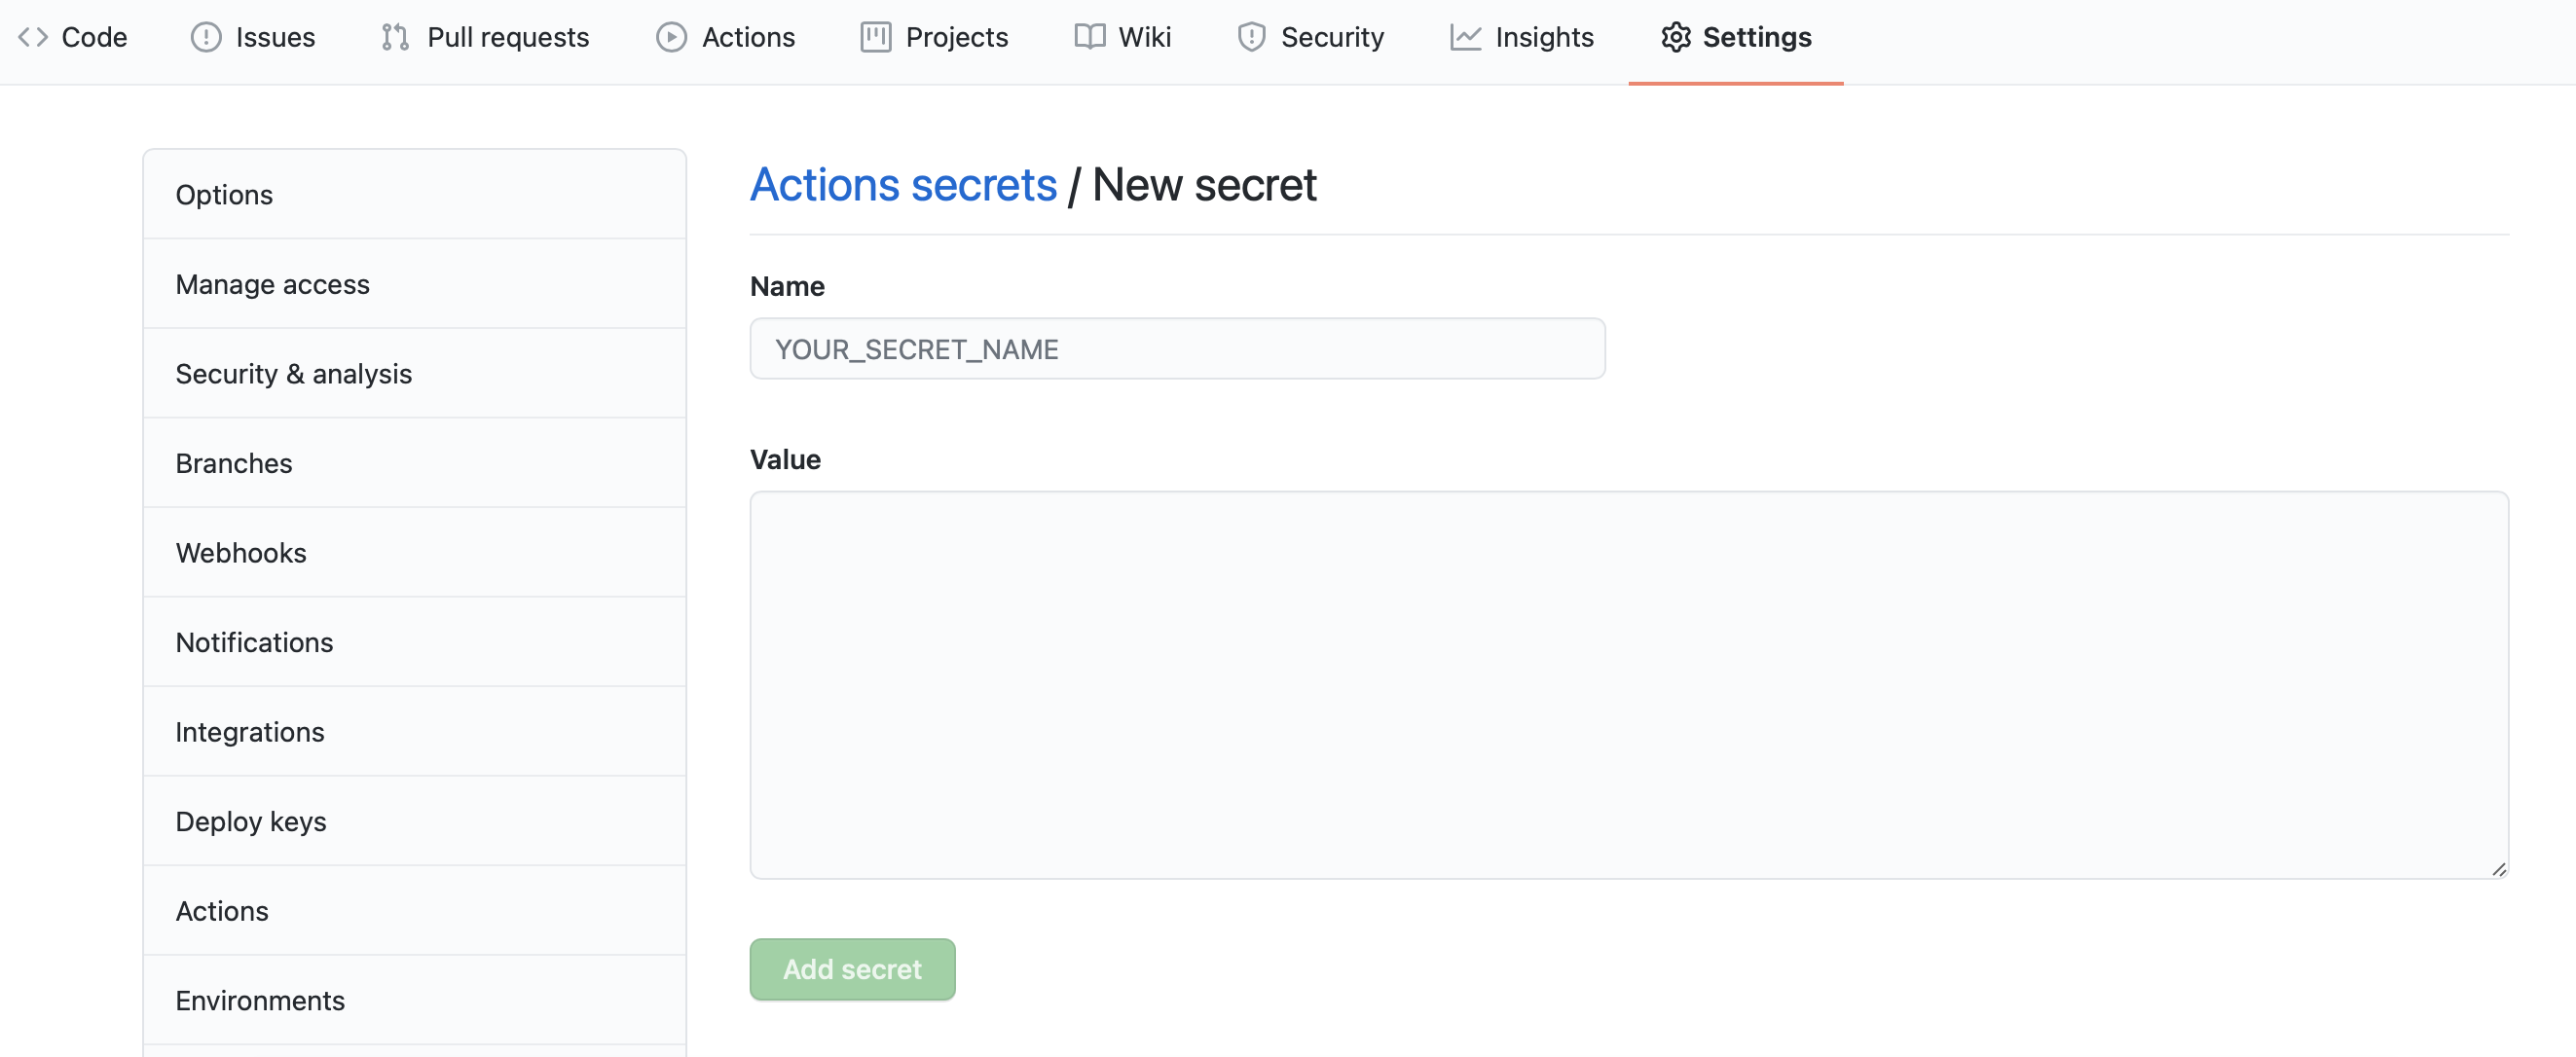 Code Issues Pull requests Actions Projects Wiki Security Insights Settings
Options
Manage access
Security & analysis
Branches
Webhooks
Notifications
Integrations
Deploy keys
Actions
Environments
Actions secrets / New secret
Name
YOUR_SECRET_NAME
Value
Add secret